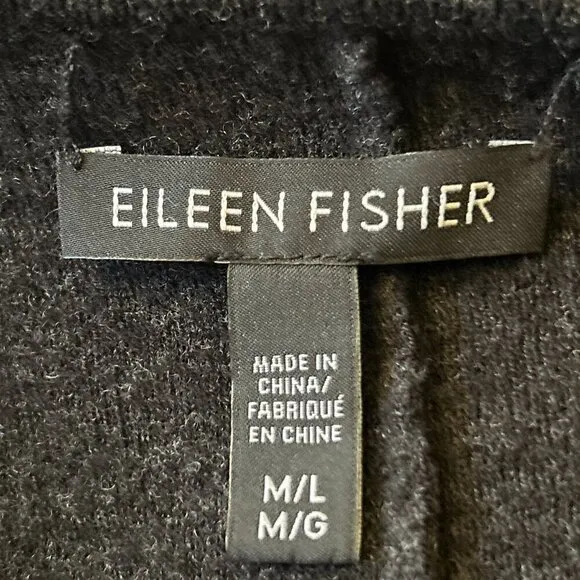 EILEEN FISHER
MADE IN
CHINA/
FABRIQUÉ
EN CHINE
M/L
M/G